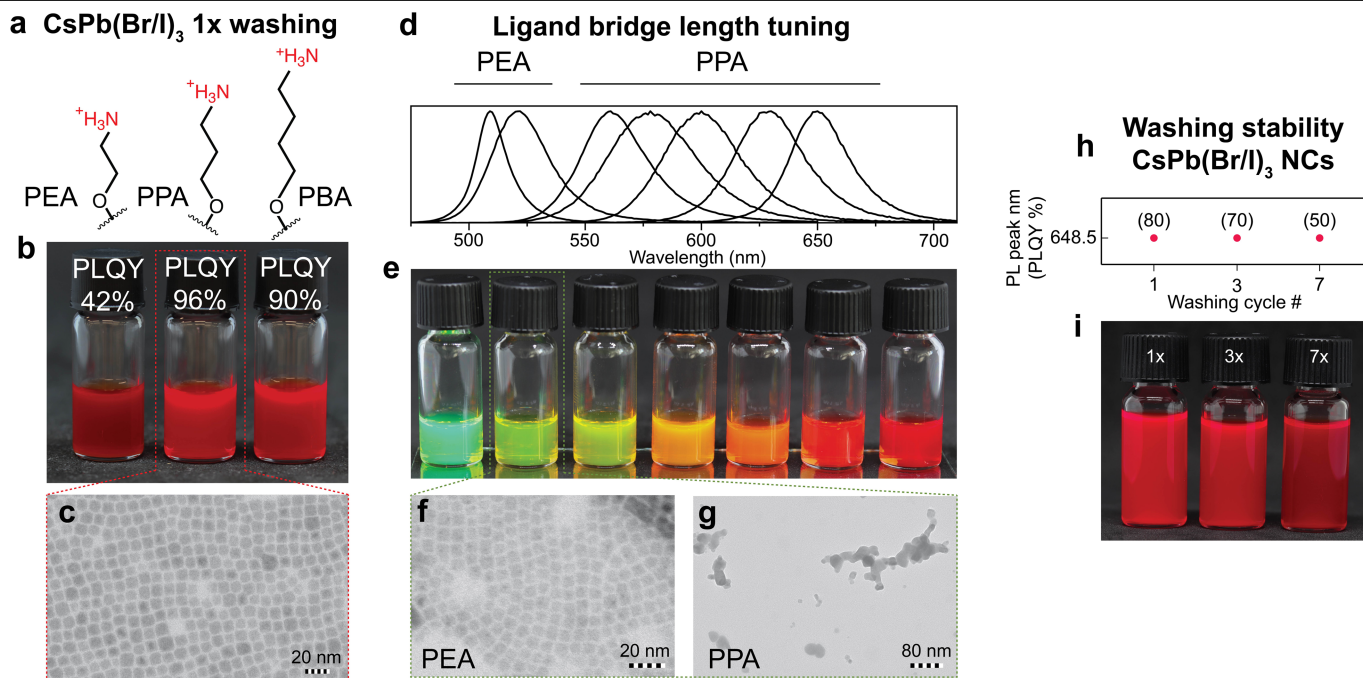 a CsPb(Br/I)3 1x washing
+H3N
+H3N
+H3N
O
O
O
PEA
PPA
PBA
b
PLQY
42%
PLQY
96%
PLQY
90%
c
20 nm
d Ligand bridge length tuning
PEA
PPA
500 550 600 650 700
Wavelength (nm)
e
f
PEA
20 nm
g
PPA
80 nm
h Washing stability
CsPb(Br/I)3 NCs
PL peak nm
(PLQY %)
648.5
(80) (70) (50)
1 3 7
Washing cycle #
i
1x
3x
7x